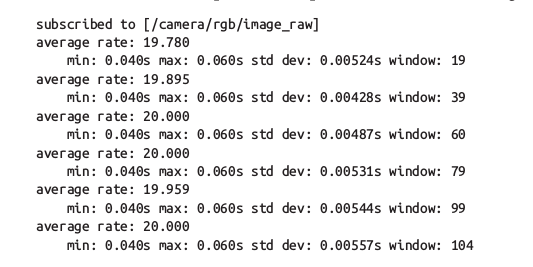 subscribed to [/camera/rgb/image_raw]
average rate: 19.780
min: 0.040s max: 0.060s std dev: 0.00524s window: 19
average rate: 19.895
min: 0.040s max: 0.060s std dev: 0.00428s window: 39
average rate: 20.000
min: 0.040s max: 0.060s std dev: 0.00487s window: 60
average rate: 20.000
min: 0.040s max: 0.060s std dev: 0.00531s window: 79
average rate: 19.959
min: 0.040s max: 0.060s std dev: 0.00544s window: 99
average rate: 20.000
min: 0.040s max: 0.060s std dev: 0.00557s window: 104